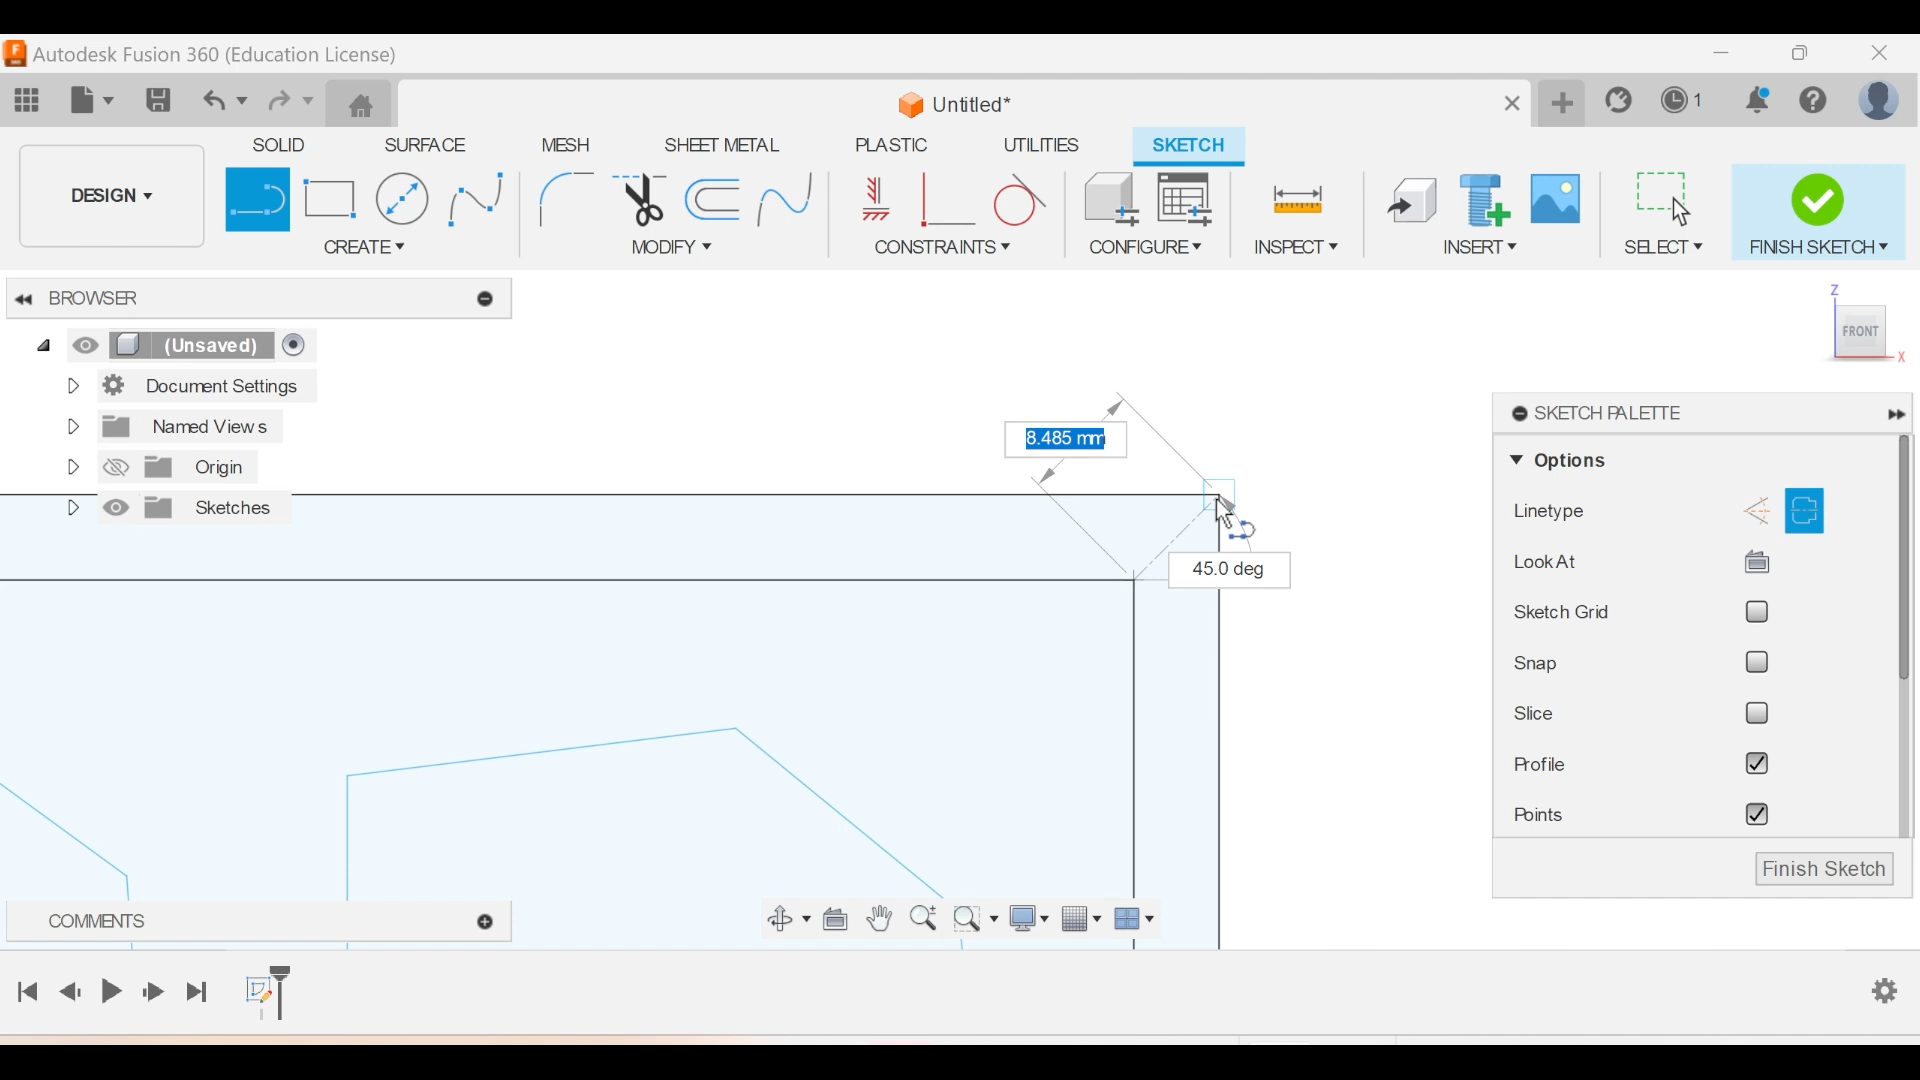 Autodesk Fusion 360 (Education License)
Untitled*
1
SOLID
SURFACE
MESH
SHEET METAL
PLASTIC
UTILITIES
SKETCH
DESIGN
CREATE
MODIFY
CONSTRAINTS
CONFIGURE
INSPECT
INSERT
SELECT
FINISH SKETCH
BROWSER
(Unsaved)
Document Settings
Named Views
Origin
Sketches
Z
FRONT
X
8.485 mm
45.0 deg
SKETCH PALETTE
Options
Linetype
Look At
Sketch Grid
Snap
Slice
Profile
Points
Finish Sketch
COMMENTS